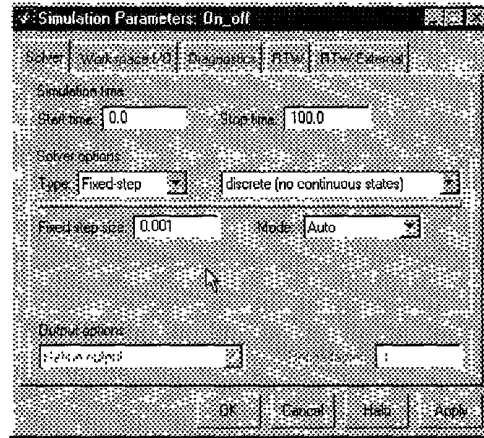 Simulation Parameters: On_off
Solver Workspace I/O Diagnostics RTW RTW External
Simulation time
Start time: 0.0 Stop time: 100.0
Solver options
Type: Fixed-step discrete (no continuous states)
Fixed step size: 0.001 Mode: Auto
Output options
Refine output
OK Cancel Help Apply